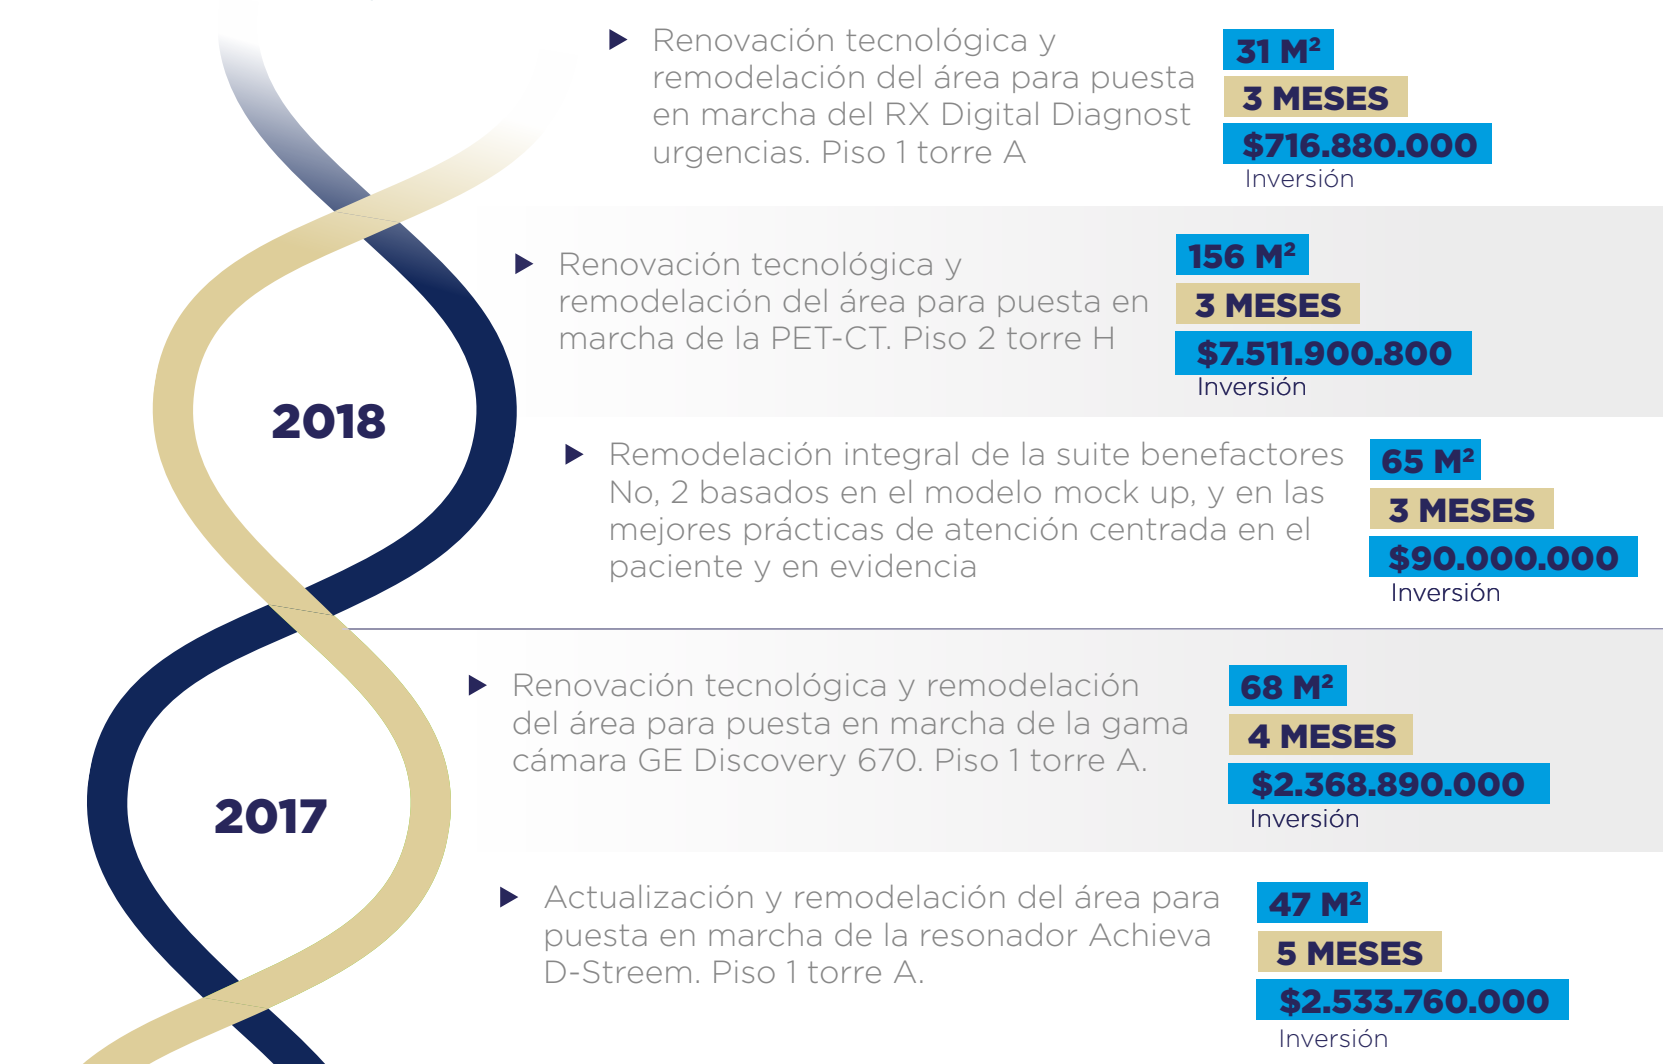 Renovación tecnológica y
remodelación del área para puesta
en marcha del RX Digital Diagnost
urgencias. Piso 1 torre A
31 M²
3 MESES
$716.880.000
Inversión
Renovación tecnológica y
remodelación del área para puesta en
marcha de la PET-CT. Piso 2 torre H
156 M²
3 MESES
$7.511.900.800
Inversión
2018
Remodelación integral de la suite benefactores
No, 2 basados en el modelo mock up, y en las
mejores prácticas de atención centrada en el
paciente y en evidencia
65 M²
3 MESES
$90.000.000
Inversión
Renovación tecnológica y remodelación
del área para puesta en marcha de la gama
cámara GE Discovery 670. Piso 1 torre A.
68 M²
4 MESES
$2.368.890.000
Inversión
2017
Actualización y remodelación del área para
puesta en marcha de la resonador Achieva
D-Streem. Piso 1 torre A.
47 M²
5 MESES
$2.533.760.000
Inversión